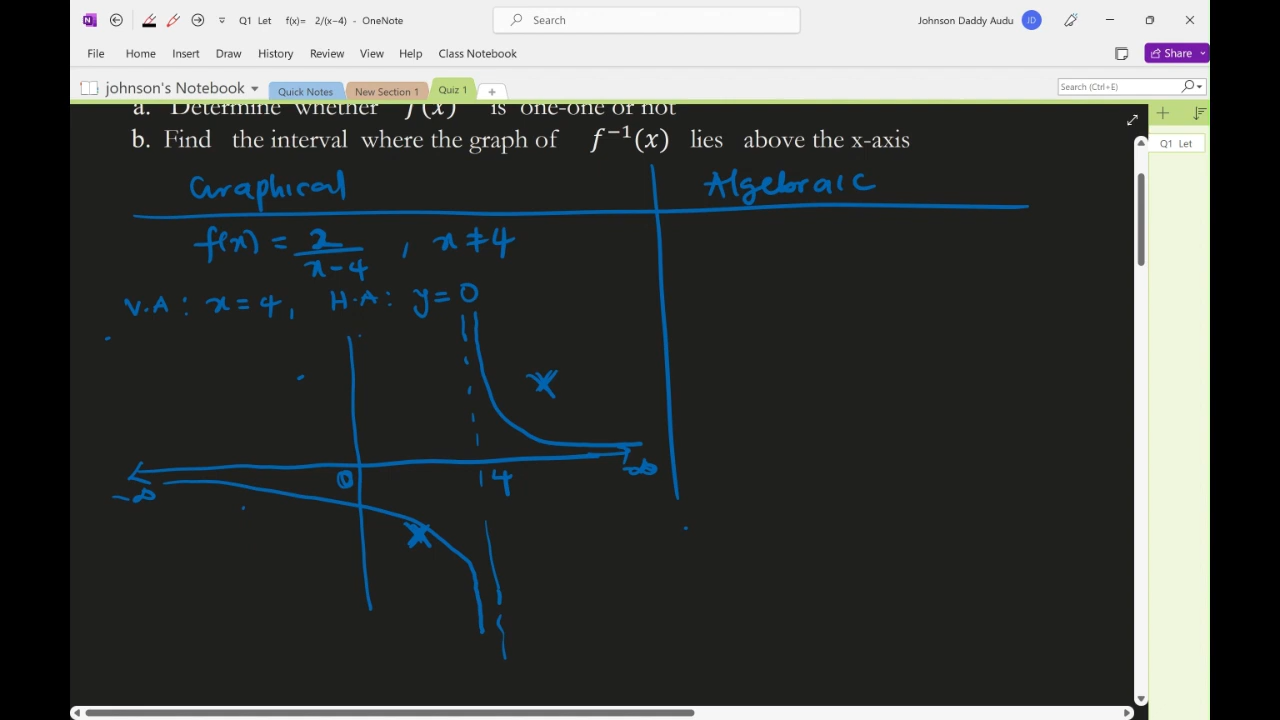 Q1 Let f(x)= 2/(x−4) - OneNote
Search
Johnson Daddy Audu
JD
File Home Insert Draw History Review View Help Class Notebook
Share
johnson's Notebook
Quick Notes
New Section 1
Quiz 1
Search (Ctrl+E)
Q1 Let
a. Determine whether f(x) is one-one or not
b. Find the interval where the graph of f⁻¹(x) lies above the x-axis
Graphical
Algebraic
f(x) = 2/(x-4), x ≠ 4
V.A : x = 4, H.A : y = 0
-∞
0
4
∞